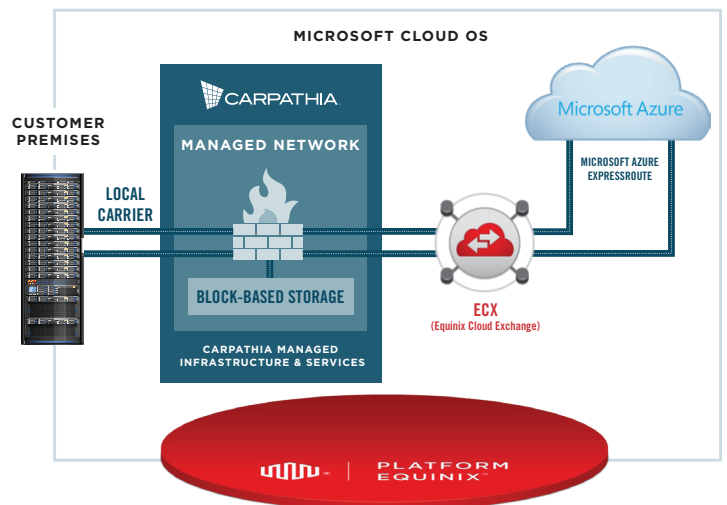 MICROSOFT CLOUD OS
CARPATHIA
Microsoft Azure
CUSTOMER
PREMISES
MANAGED NETWORK
MICROSOFT AZURE
EXPRESSROUTE
LOCAL
CARRIER
BLOCK-BASED STORAGE
ECX
(Equinix Cloud Exchange)
CARPATHIA MANAGED
INFRASTRUCTURE & SERVICES
PLATFORM
EQUINIX™